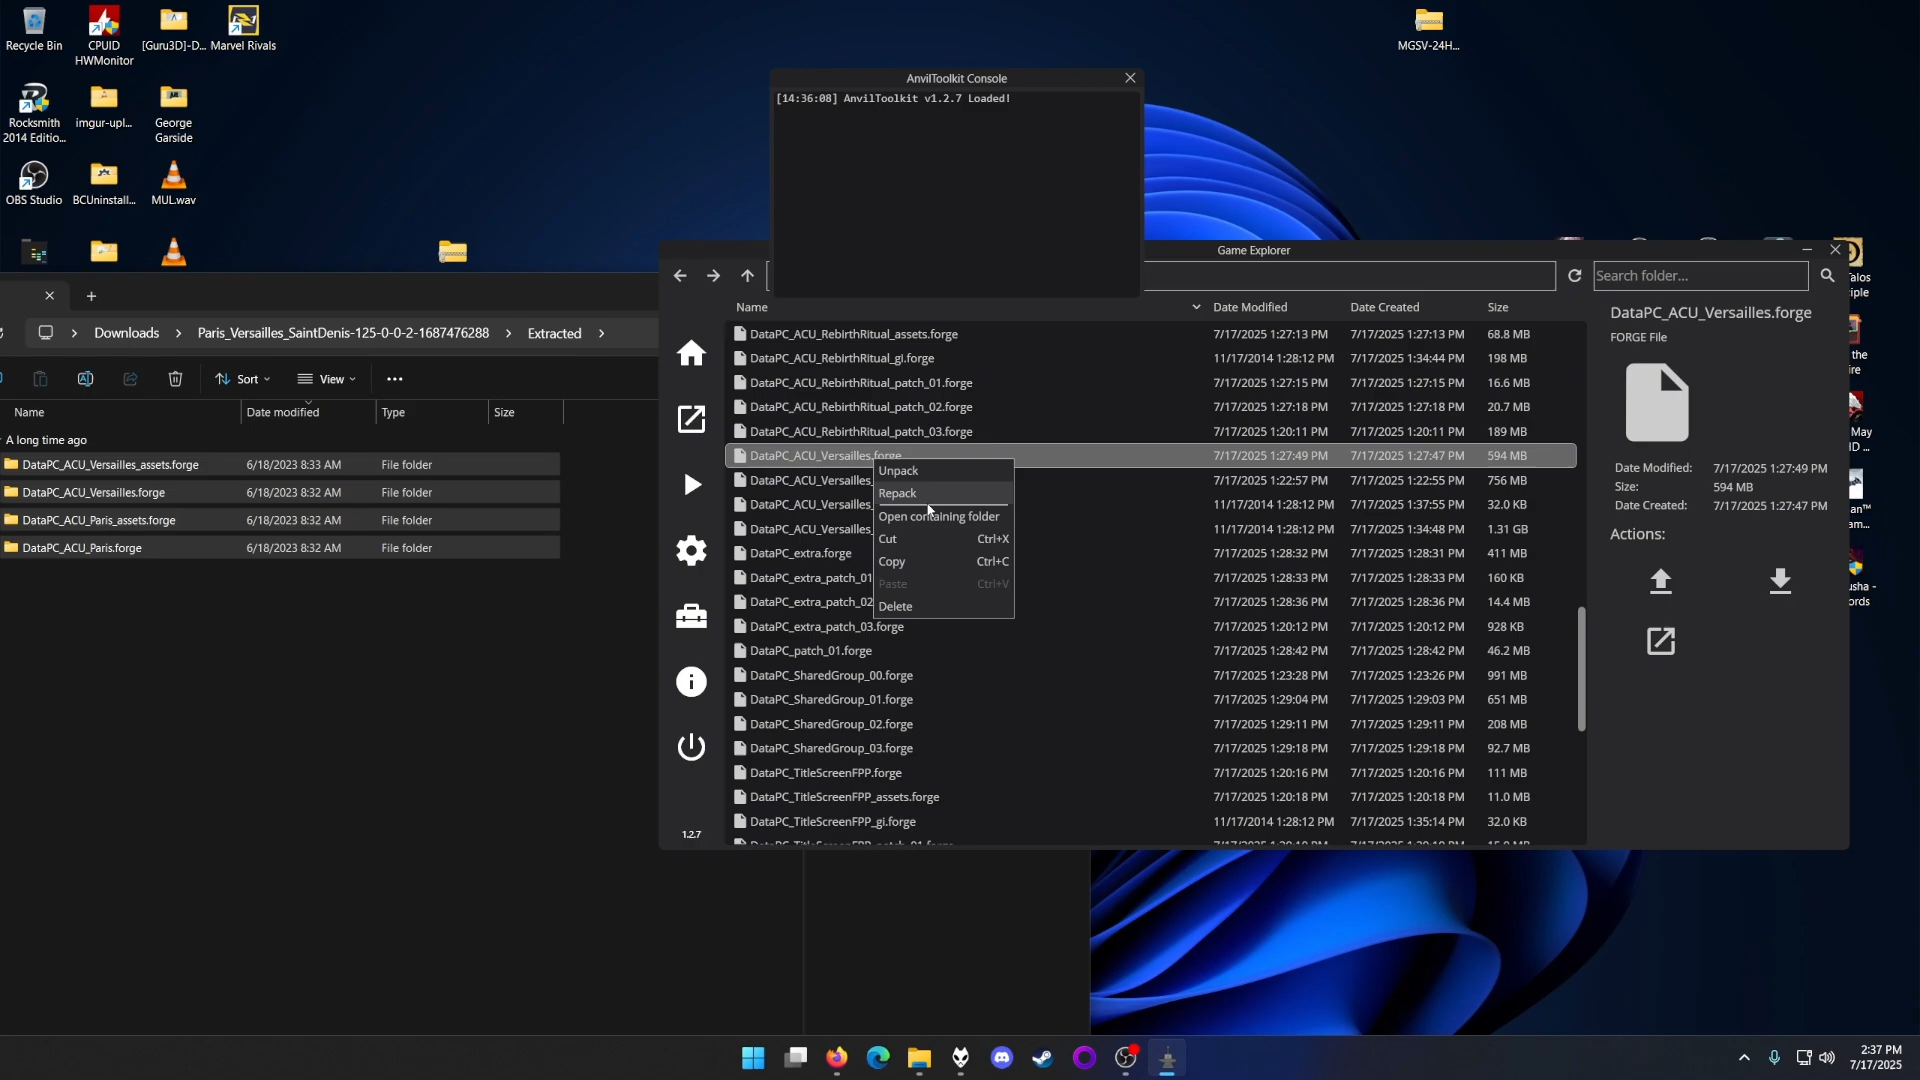 Recycle Bin
CPUID
HWMonitor
[Guru3D]-D...
Marvel Rivals
MGSV-24H...
Rocksmith
2014 Editio...
imgur-upl...
George
Garside
OBS Studio
BCUninstall...
MUL.wav
AnvilToolkit Console
[14:36:08] AnvilToolkit v1.2.7 Loaded!
Game Explorer
Search folder...
Downloads
Paris_Versailles_SaintDenis-125-0-0-2-1687476288
Extracted
Sort
View
Name
Date modified
Type
Size
A long time ago
DataPC_ACU_Versailles_assets.forge 6/18/2023 8:33 AM File folder
DataPC_ACU_Versailles.forge 6/18/2023 8:32 AM File folder
DataPC_ACU_Paris_assets.forge 6/18/2023 8:32 AM File folder
DataPC_ACU_Paris.forge 6/18/2023 8:32 AM File folder
Name Date Modified Date Created Size
DataPC_ACU_RebirthRitual_assets.forge 7/17/2025 1:27:13 PM 7/17/2025 1:27:13 PM 68.8 MB
DataPC_ACU_RebirthRitual_gi.forge 11/17/2014 1:28:12 PM 7/17/2025 1:34:44 PM 198 MB
DataPC_ACU_RebirthRitual_patch_01.forge 7/17/2025 1:27:15 PM 7/17/2025 1:27:15 PM 16.6 MB
DataPC_ACU_RebirthRitual_patch_02.forge 7/17/2025 1:27:18 PM 7/17/2025 1:27:18 PM 20.7 MB
DataPC_ACU_RebirthRitual_patch_03.forge 7/17/2025 1:20:11 PM 7/17/2025 1:20:11 PM 189 MB
DataPC_ACU_Versailles.forge 7/17/2025 1:27:49 PM 7/17/2025 1:27:47 PM 594 MB
DataPC_ACU_Versailles_ 7/17/2025 1:22:57 PM 7/17/2025 1:22:55 PM 756 MB
DataPC_ACU_Versailles_ 11/17/2014 1:28:12 PM 7/17/2025 1:37:55 PM 32.0 KB
DataPC_ACU_Versailles_ 11/17/2014 1:28:12 PM 7/17/2025 1:34:48 PM 1.31 GB
DataPC_extra.forge 7/17/2025 1:28:32 PM 7/17/2025 1:28:31 PM 411 MB
DataPC_extra_patch_01 7/17/2025 1:28:33 PM 7/17/2025 1:28:33 PM 160 KB
DataPC_extra_patch_02 7/17/2025 1:28:36 PM 7/17/2025 1:28:36 PM 14.4 MB
DataPC_extra_patch_03.forge 7/17/2025 1:20:12 PM 7/17/2025 1:20:12 PM 928 KB
DataPC_patch_01.forge 7/17/2025 1:28:42 PM 7/17/2025 1:28:42 PM 46.2 MB
DataPC_SharedGroup_00.forge 7/17/2025 1:23:28 PM 7/17/2025 1:23:26 PM 991 MB
DataPC_SharedGroup_01.forge 7/17/2025 1:29:04 PM 7/17/2025 1:29:03 PM 651 MB
DataPC_SharedGroup_02.forge 7/17/2025 1:29:11 PM 7/17/2025 1:29:11 PM 208 MB
DataPC_SharedGroup_03.forge 7/17/2025 1:29:18 PM 7/17/2025 1:29:18 PM 92.7 MB
DataPC_TitleScreenFPP.forge 7/17/2025 1:20:16 PM 7/17/2025 1:20:16 PM 111 MB
DataPC_TitleScreenFPP_assets.forge 7/17/2025 1:20:18 PM 7/17/2025 1:20:18 PM 11.0 MB
DataPC_TitleScreenFPP_gi.forge 11/17/2014 1:28:12 PM 7/17/2025 1:35:14 PM 32.0 KB
1.2.7
Unpack
Repack
Open containing folder
Cut Ctrl+X
Copy Ctrl+C
Paste Ctrl+V
Delete
DataPC_ACU_Versailles.forge
FORGE File
Date Modified: 7/17/2025 1:27:49 PM
Size: 594 MB
Date Created: 7/17/2025 1:27:47 PM
Actions:
alos
iple
the
ire
May
ID ...
an™
am...
usha -
ords
2:37 PM
7/17/2025